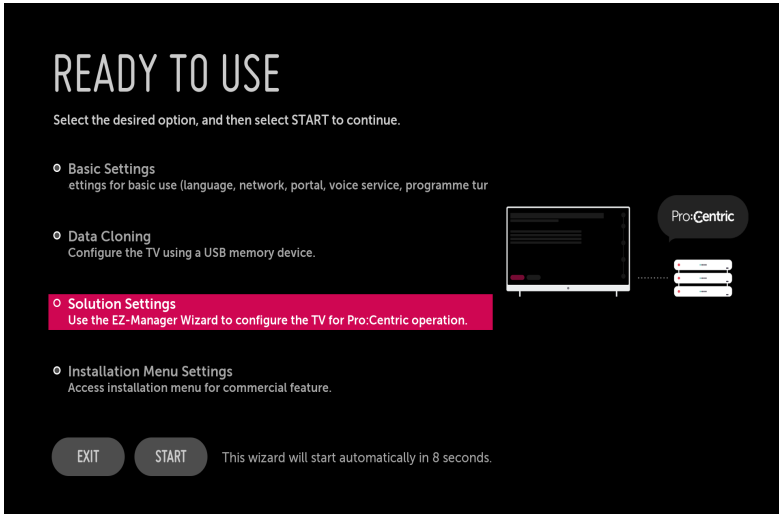 READY TO USE
Select the desired option, and then select START to continue.
Basic Settings
ettings for basic use (language, network, portal, voice service, programme tur
Data Cloning
Configure the TV using a USB memory device.
Pro:Centric
Solution Settings
Use the EZ-Manager Wizard to configure the TV for Pro:Centric operation.
Installation Menu Settings
Access installation menu for commercial feature.
EXIT
START
This wizard will start automatically in 8 seconds.